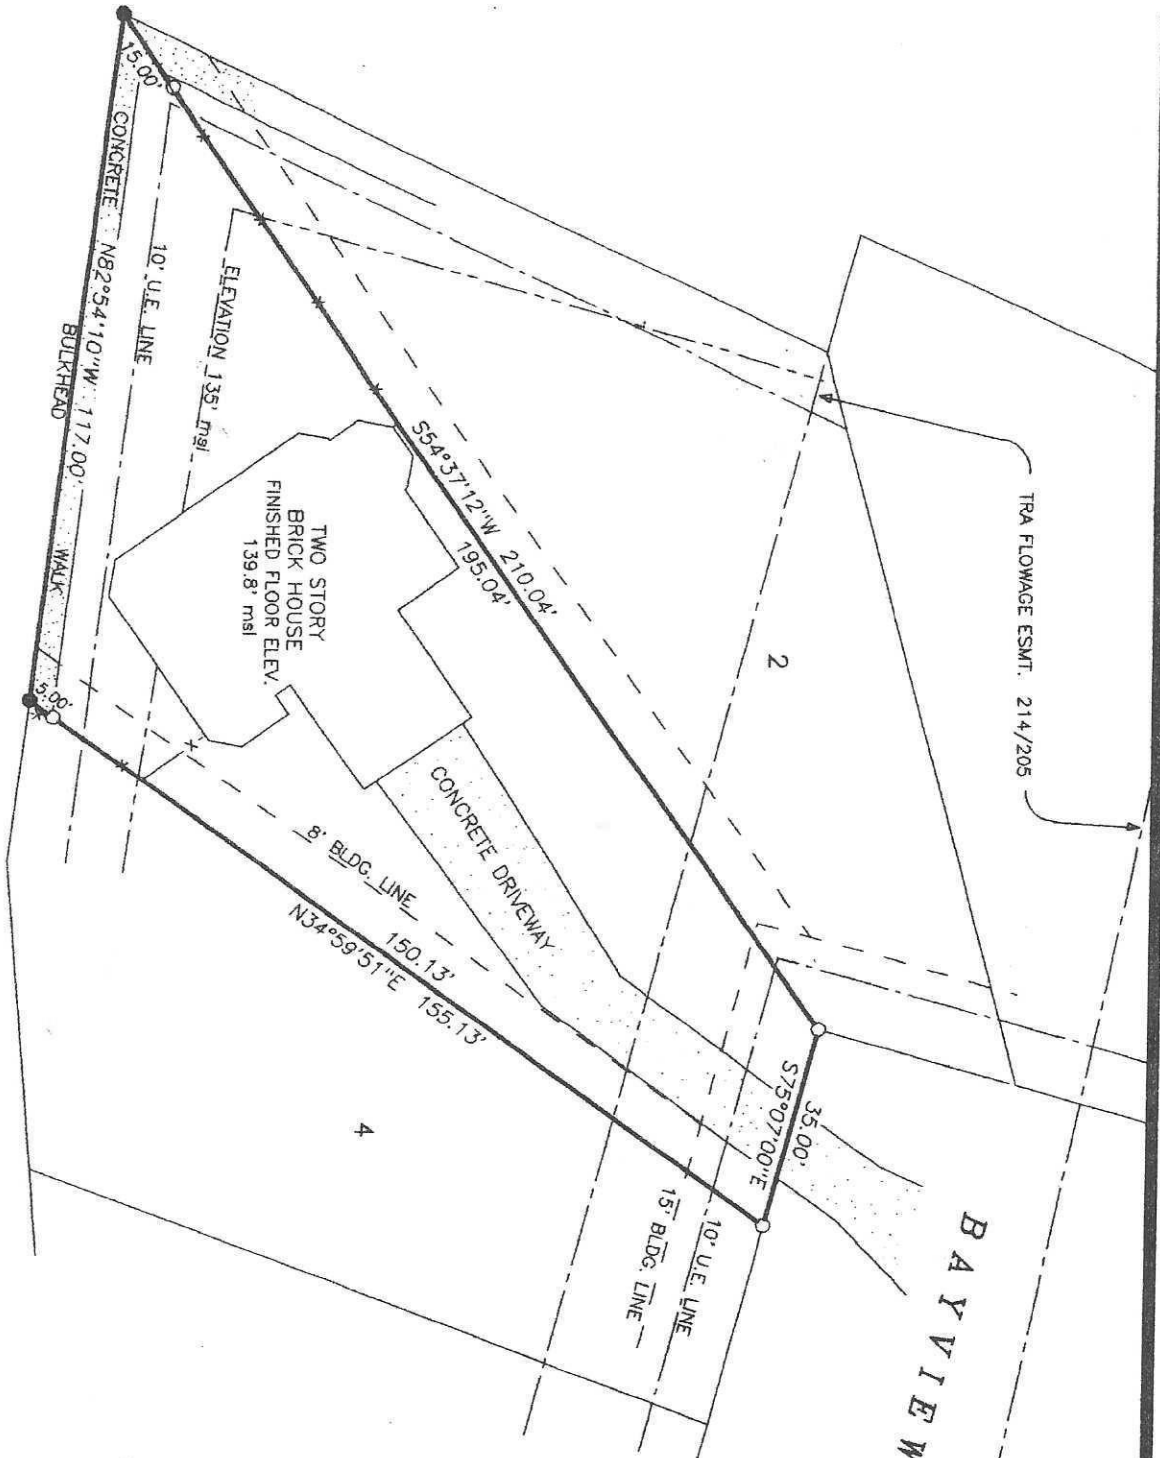 15.00'
CONCRETE N82°54'10"W 117.00'
WALK
BULKHEAD
10' U.E. LINE
ELEVATION 135' msl
TWO STORY
BRICK HOUSE
FINISHED FLOOR ELEV.
139.8' msl
S54°37'12"W 210.04'
195.04'
2
TRA FLOWAGE ESMT. 214/205
5.00'
CONCRETE DRIVEWAY
8' BLDG. LINE
150.13'
N34°59'51"E 155.13'
35.00'
S75°07'00"E
10' U.E. LINE
15' BLDG. LINE
4
BAYVIEW